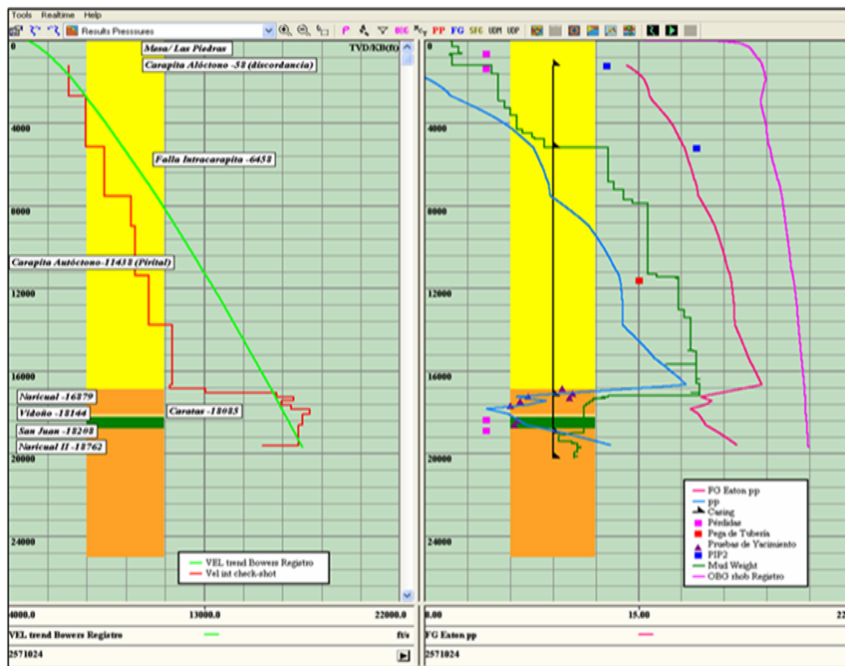 Tools Realtime Help
Results Presssures
PP FG SFG UDM UDP
0
Mesa/ Las Piedras
TVD/KB(ft)
Carapita Alóctono -58 (discordancia)
4000
Falla Intracarapita -6458
8000
Carapita Autóctono-11438 (Pirital)
12000
16000
Naricual -16879
Vidoño -18144
Caratas -18083
San Juan -18208
Naricual II -18762
20000
24000
VEL trend Bowers Registro
Vel int check-shot
4000.0 13000.0 22000.0
VEL trend Bowers Registro ft/s
2571024
0
4000
8000
12000
16000
20000
24000
FG Eaton pp
pp
Casing
Pérdidas
Pega de Tubería
Pruebas de Yacimiento
PIP2
Mud Weight
OBG rhob Registro
0.00 15.00 22
FG Eaton pp
2571024